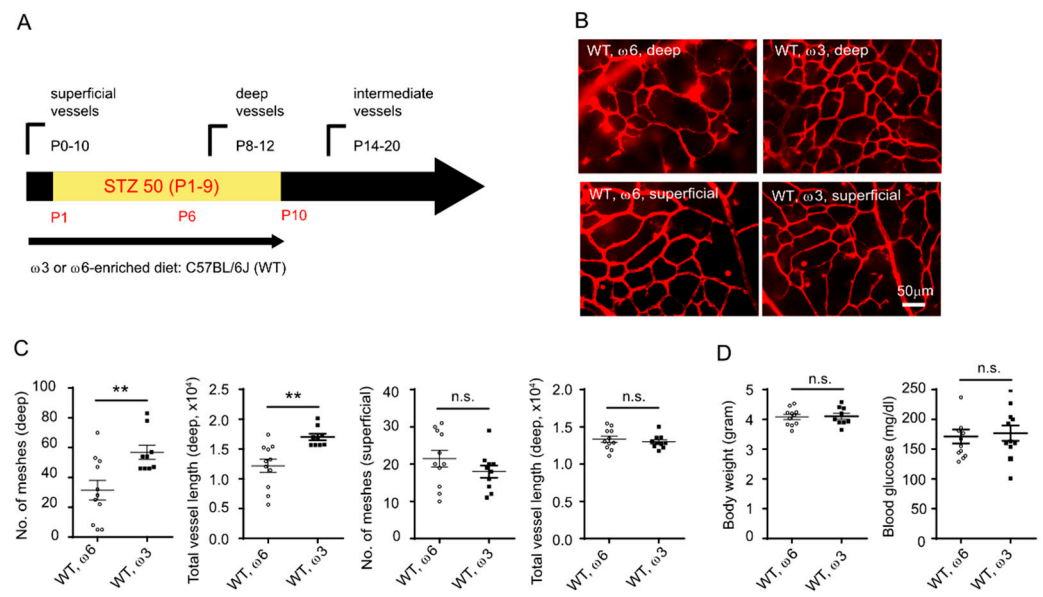 A
superficial
vessels
P0-10
deep
vessels
P8-12
intermediate
vessels
P14-20
STZ 50 (P1-9)
P1
P6
P10
ω3 or ω6-enriched diet: C57BL/6J (WT)
B
WT, ω6, deep
WT, ω3, deep
WT, ω6, superficial
WT, ω3, superficial
50μm
C
No. of meshes (deep)
100
80
60
40
20
0
**
WT, ω6
WT, ω3
Total vessel length (deep, x10⁴)
2.5
2.0
1.5
1.0
0.5
0.0
**
WT, ω6
WT, ω3
No. of meshes (superficial)
40
30
20
10
0
n.s.
WT, ω6
WT, ω3
Total vessel length (deep, x10⁴)
2.0
1.5
1.0
0.5
0.0
n.s.
WT, ω6
WT, ω3
D
Body weight (gram)
5
4
3
2
1
0
n.s.
WT, ω6
WT, ω3
Blood glucose (mg/dl)
250
200
150
100
50
0
n.s.
WT, ω6
WT, ω3